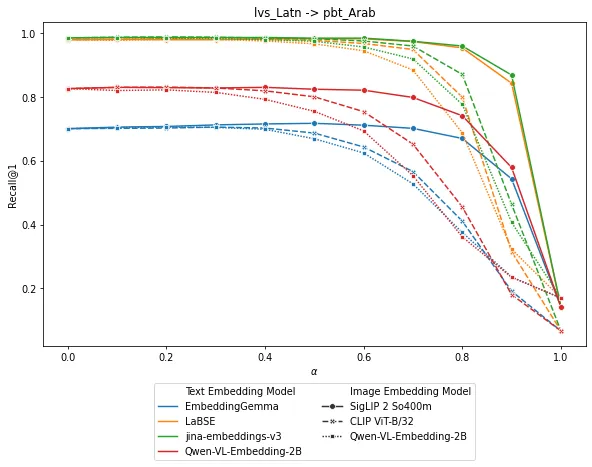 lvs_Latn -> pbt_Arab
Recall@1
1.0
0.8
0.6
0.4
0.2
0.0 0.2 0.4 0.6 0.8 1.0
α
Text Embedding Model
EmbeddingGemma
LaBSE
jina-embeddings-v3
Qwen-VL-Embedding-2B
Image Embedding Model
SigLIP 2 So400m
CLIP ViT-B/32
Qwen-VL-Embedding-2B